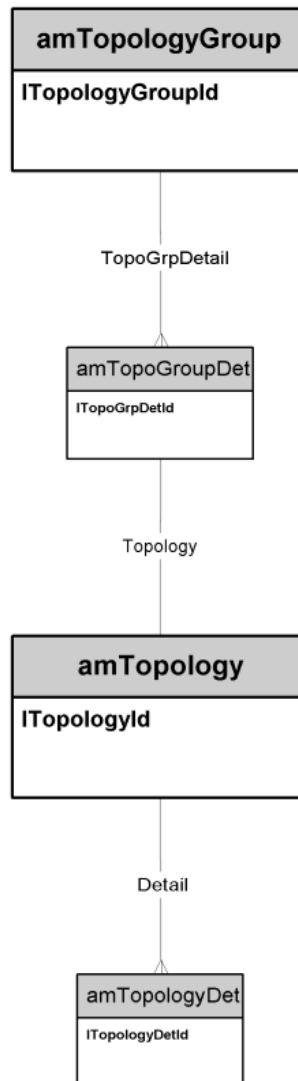 amTopologyGroup
lTopologyGroupId
TopoGrpDetail
amTopoGroupDet
lTopoGrpDetId
Topology
amTopology
lTopologyId
Detail
amTopologyDet
lTopologyDetId